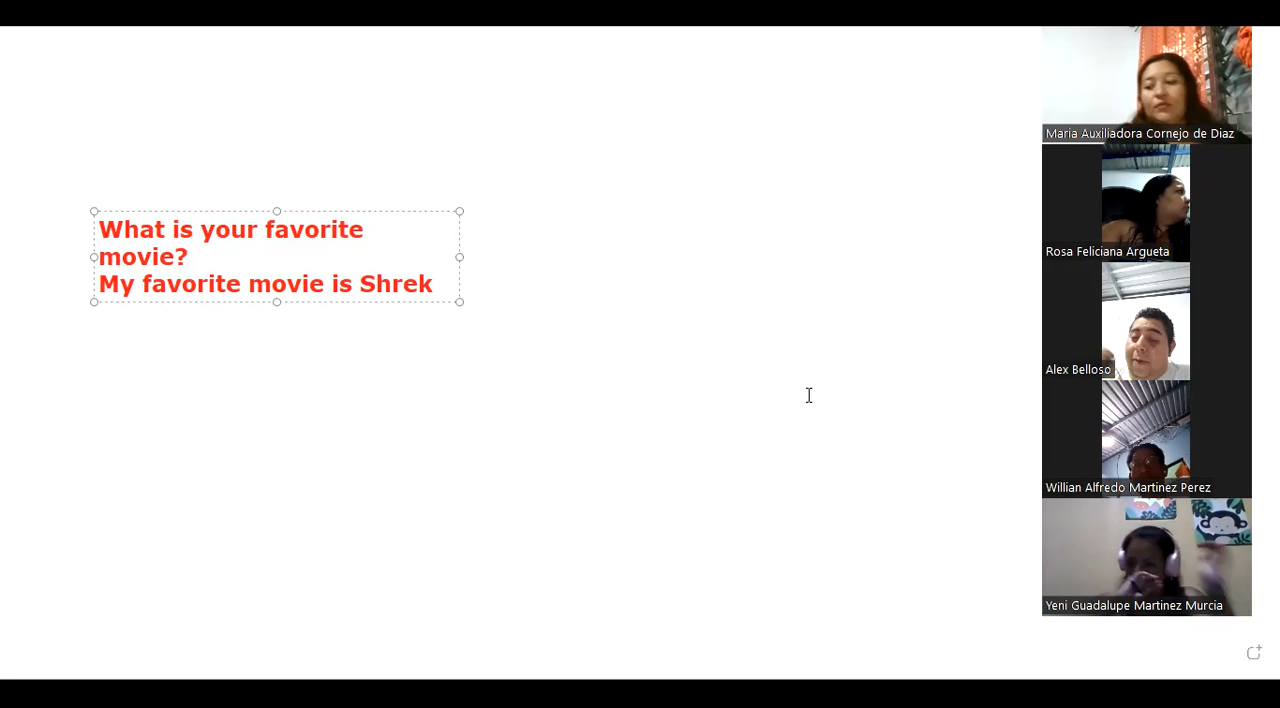 What is your favorite
movie?
My favorite movie is Shrek
Maria Auxiliadora Cornejo de Diaz
Rosa Feliciana Argueta
Alex Belloso
Willian Alfredo Martinez Perez
Yeni Guadalupe Martinez Murcia